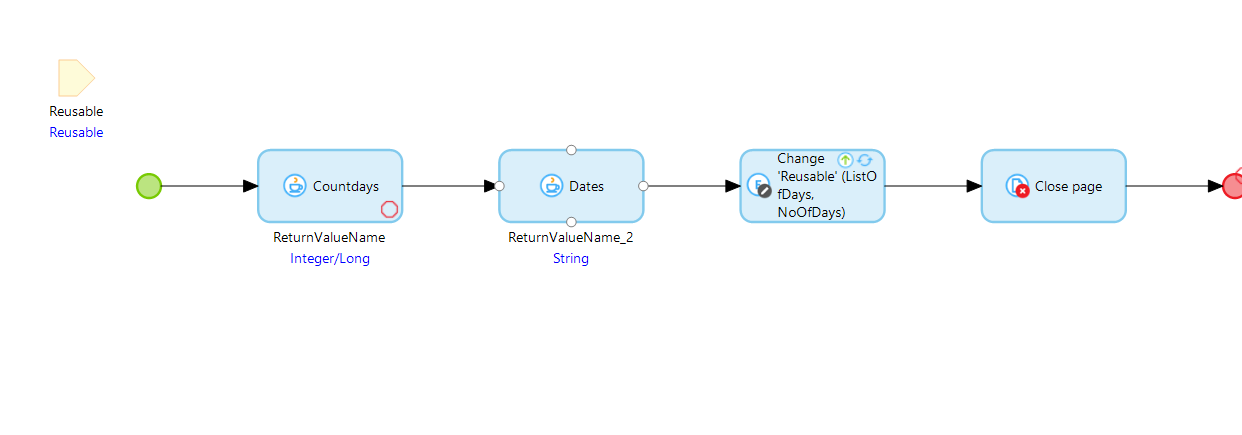 Reusable
Reusable
Countdays
ReturnValueName
Integer/Long
Dates
ReturnValueName_2
String
Change
'Reusable' (ListO
fDays,
NoOfDays)
Close page